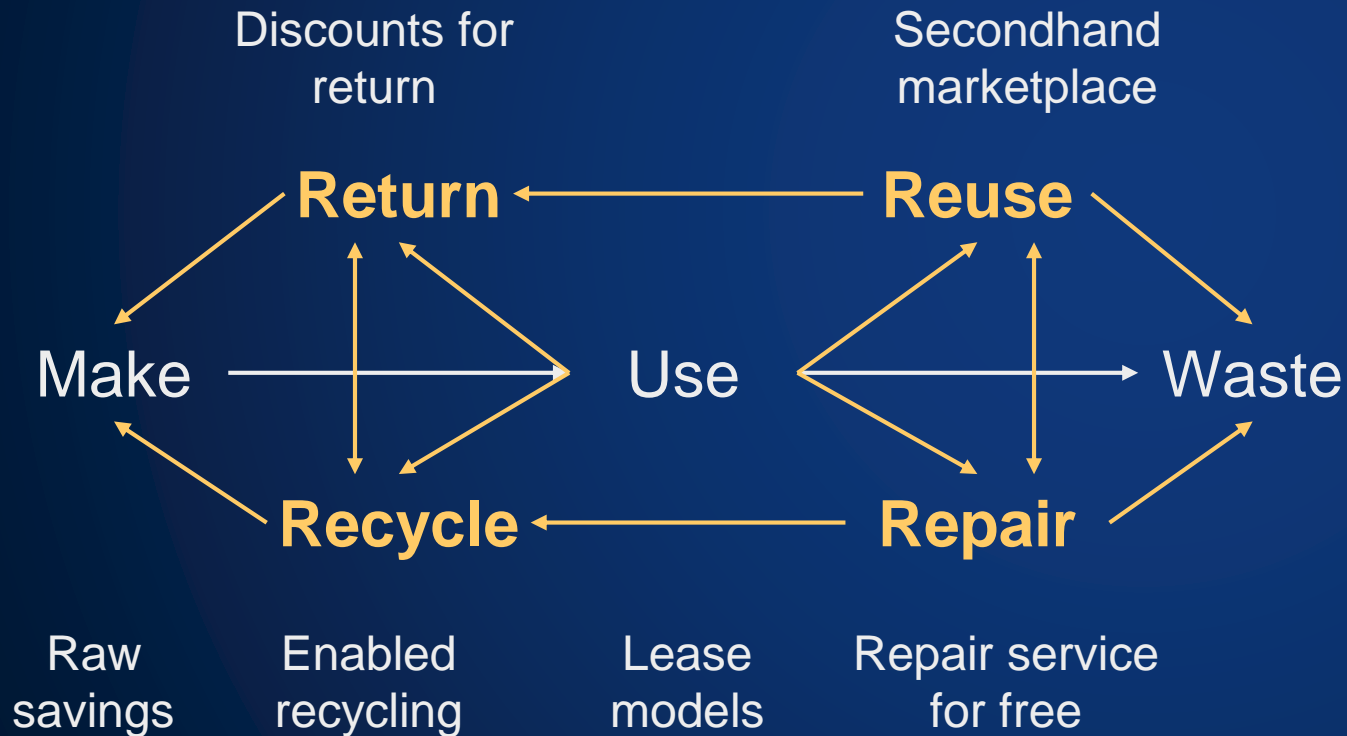 Discounts for
return
Secondhand
marketplace
Return
Reuse
Make
Use
Waste
Recycle
Repair
Raw
savings
Enabled
recycling
Lease
models
Repair service
for free